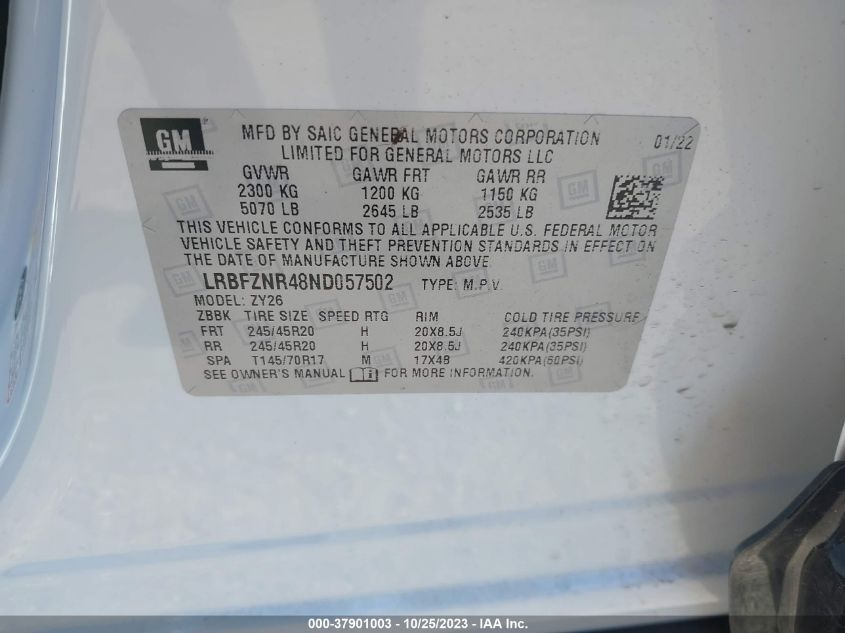 GM
MFD BY SAIC GENERAL MOTORS CORPORATION 01/22
LIMITED FOR GENERAL MOTORS LLC
GVWR GAWR FRT GAWR RR
2300 KG 1200 KG 1150 KG
5070 LB 2645 LB 2535 LB
THIS VEHICLE CONFORMS TO ALL APPLICABLE U.S. FEDERAL MOTOR
VEHICLE SAFETY AND THEFT PREVENTION STANDARDS IN EFFECT ON
THE DATE OF MANUFACTURE SHOWN ABOVE.
LRBFZNR48ND057502 TYPE: M.P.V.
MODEL: ZY26
ZBBK TIRE SIZE SPEED RTG RIM COLD TIRE PRESSURE
FRT 245/45R20 H 20X8.5J 240KPA(35PSI)
RR 245/45R20 H 20X8.5J 240KPA(35PSI)
SPA T145/70R17 M 17X4B 420KPA(60PSI)
SEE OWNER'S MANUAL FOR MORE INFORMATION.
000-37901003 - 10/25/2023 - IAA Inc.